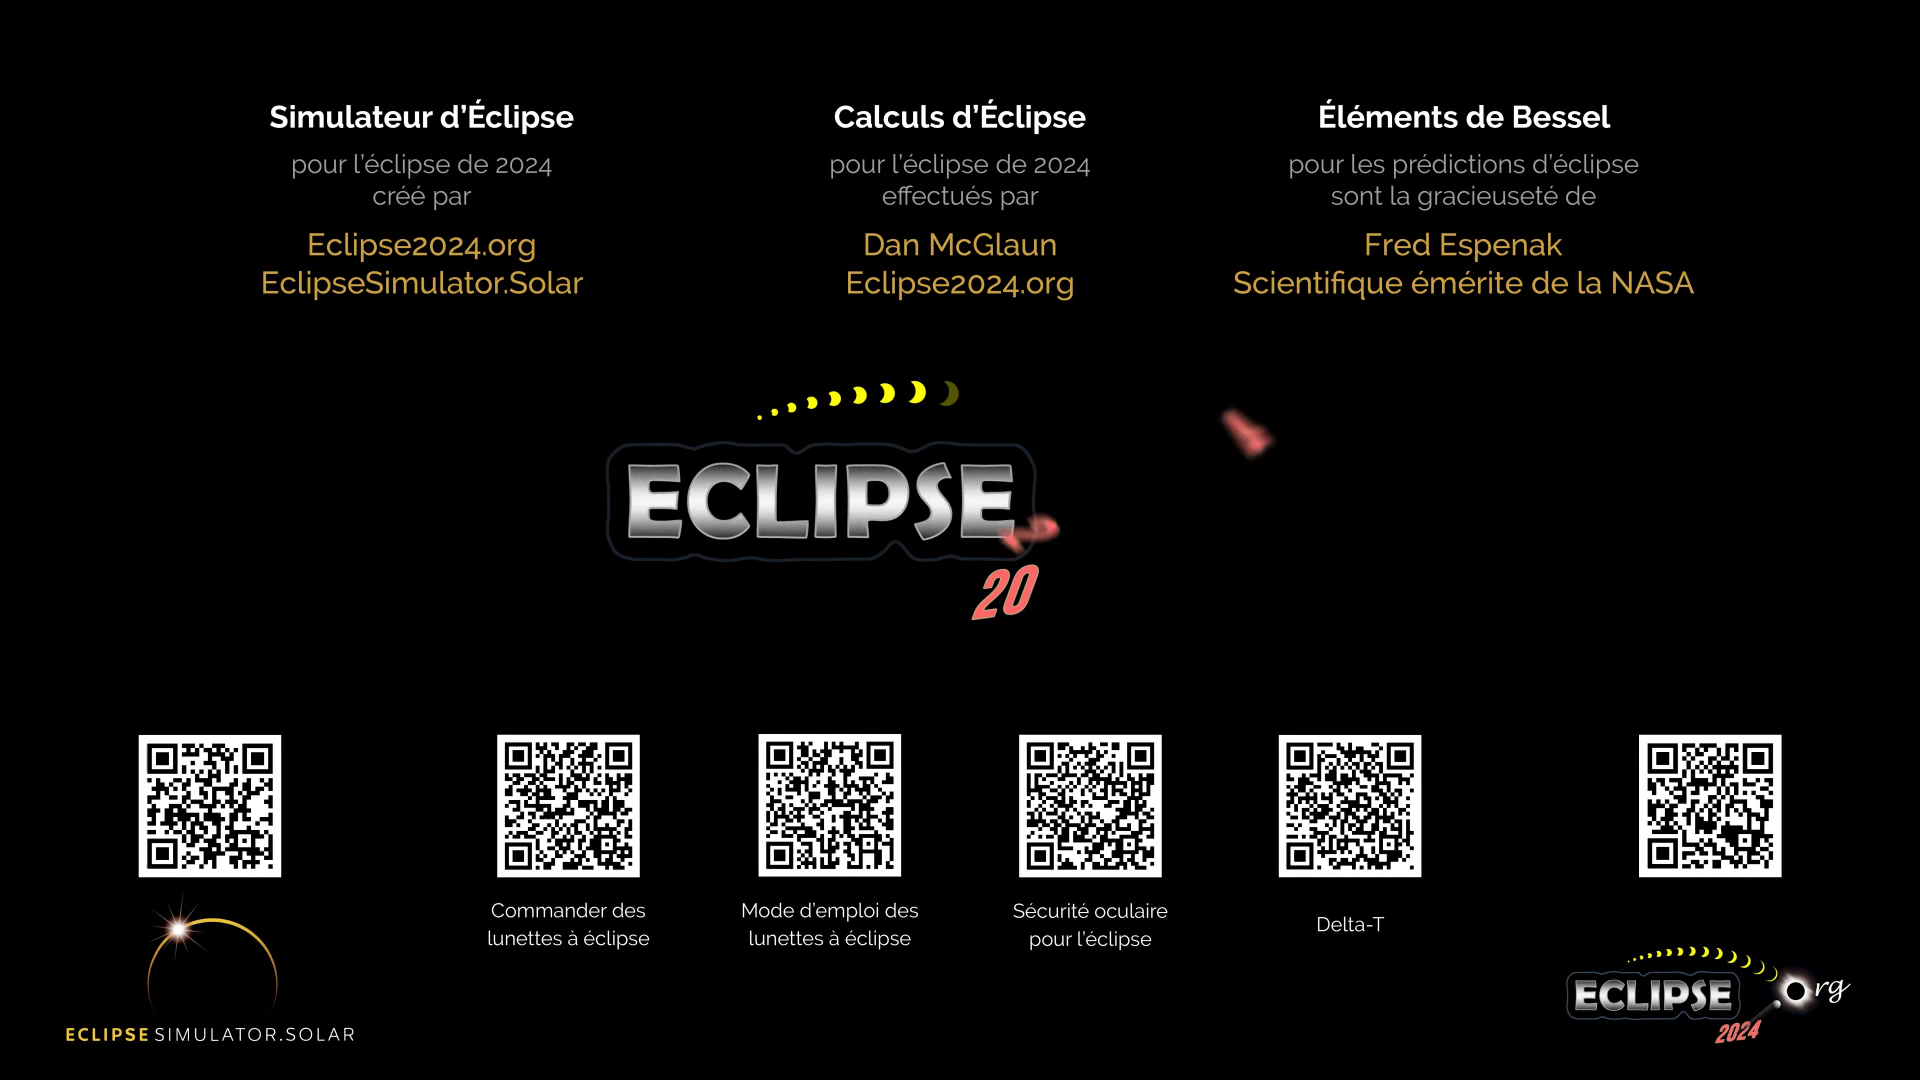 Simulateur d'Éclipse
pour l'éclipse de 2024
créé par
Eclipse2024.org
EclipseSimulator.Solar
Calculs d'Éclipse
pour l'éclipse de 2024
effectués par
Dan McGlaun
Eclipse2024.org
Éléments de Bessel
pour les prédictions d'éclipse
sont la gracieuseté de
Fred Espenak
Scientifique émérite de la NASA
ECLIPSE
20
Commander des
lunettes à éclipse
Mode d'emploi des
lunettes à éclipse
Sécurité oculaire
pour l'éclipse
Delta-T
ECLIPSESIMULATOR.SOLAR
ECLIPSE
2024
rg